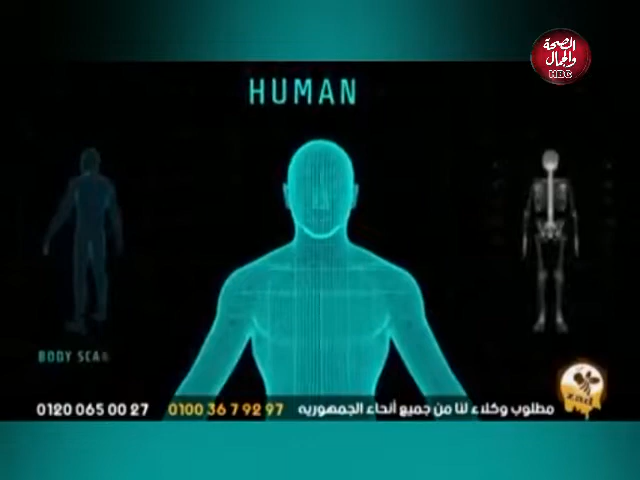 الصحة
والجمال
HBC
HUMAN
BODY SCAN
zad
مطلوب وكلاء لنا من جميع أنحاء الجمهوريه 0100 36 7 92 97 0120 065 00 27